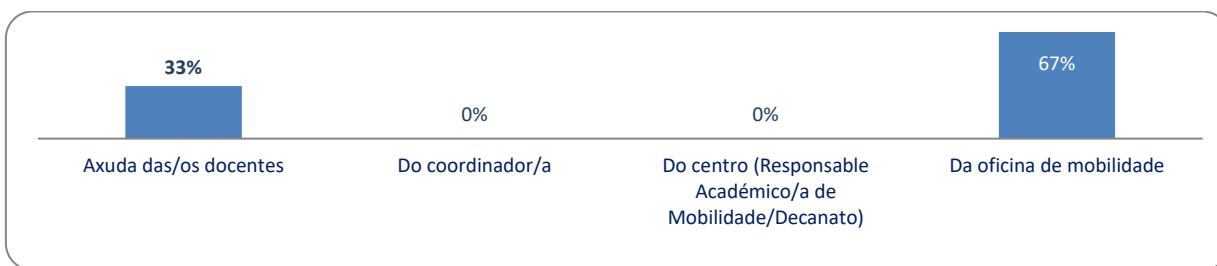 33%
0%
0%
67%
Axuda das/os docentes
Do coordinador/a
Do centro (Responsable
Académico/a de
Mobilidade/Decanato)
Da oficina de mobilidade